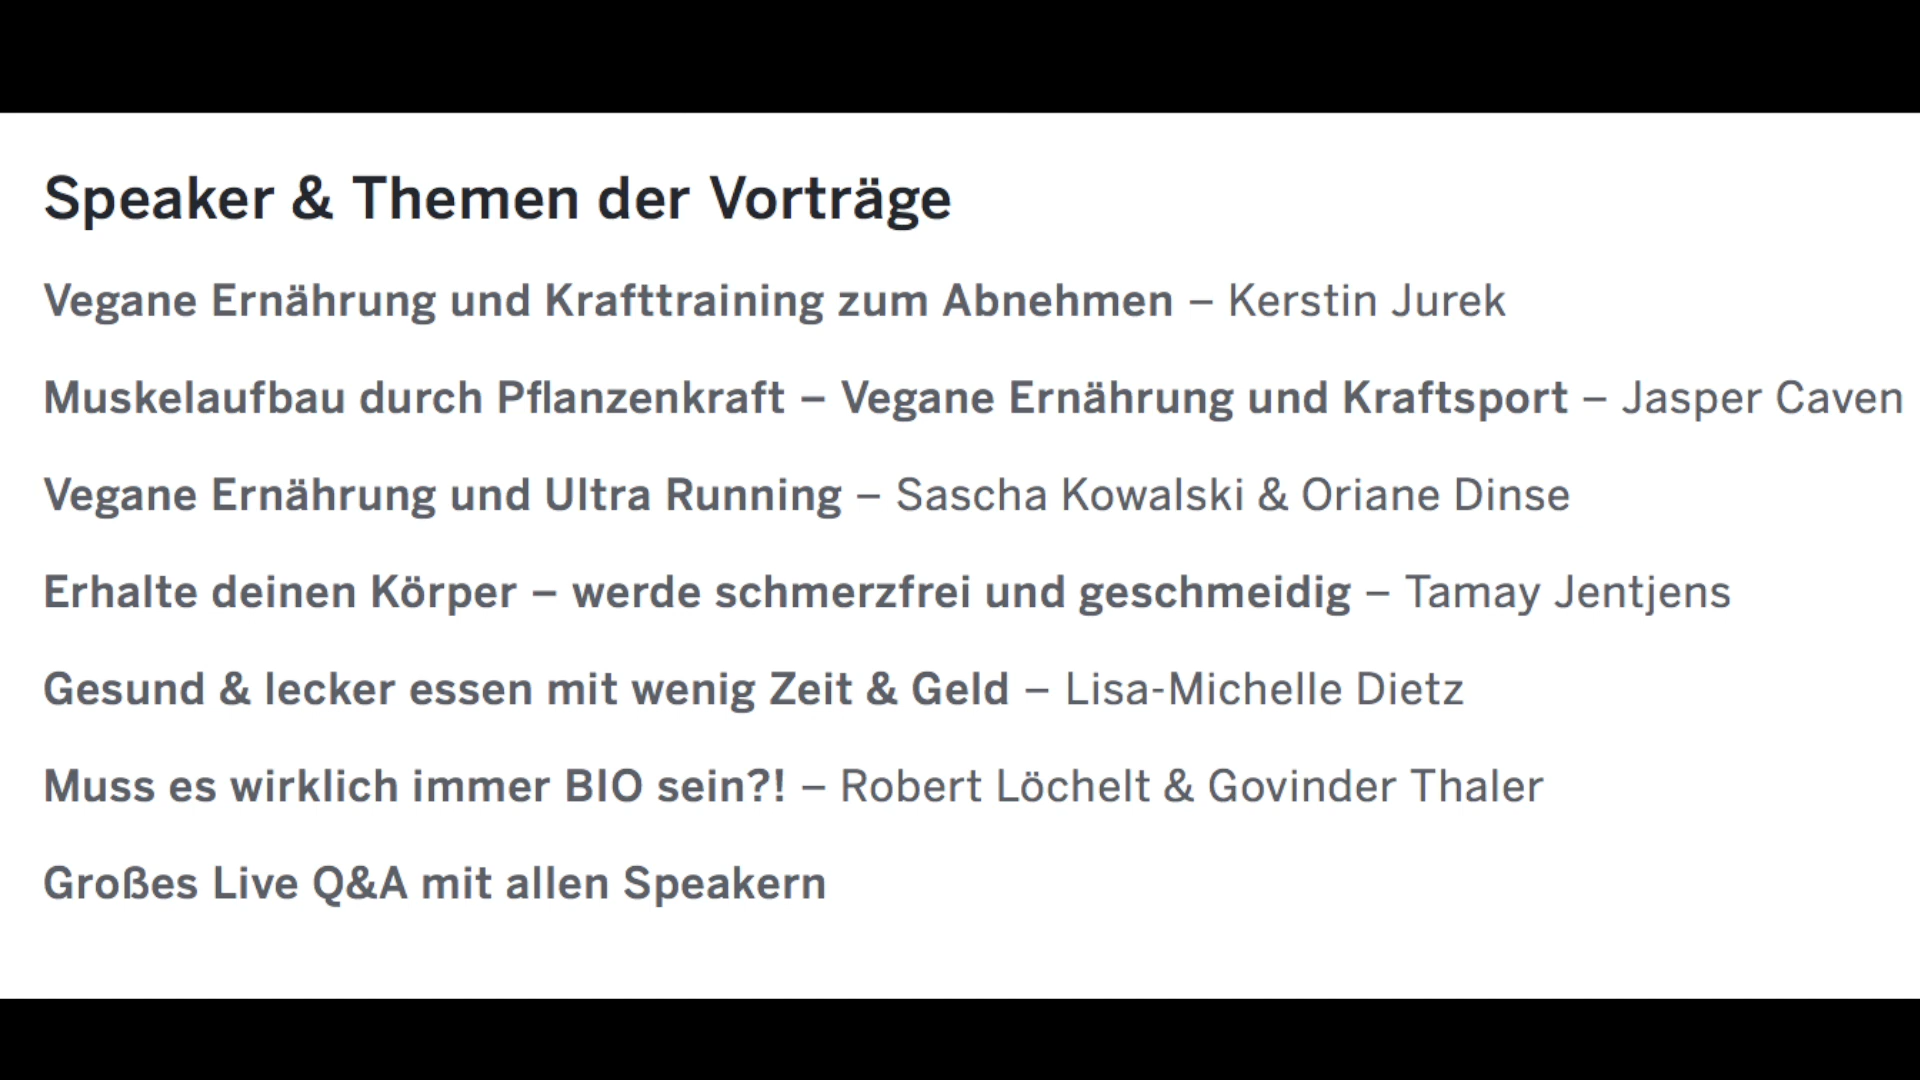 Speaker & Themen der Vorträge
Vegane Ernährung und Krafttraining zum Abnehmen – Kerstin Jurek
Muskelaufbau durch Pflanzenkraft – Vegane Ernährung und Kraftsport – Jasper Caven
Vegane Ernährung und Ultra Running – Sascha Kowalski & Oriane Dinse
Erhalte deinen Körper – werde schmerzfrei und geschmeidig – Tamay Jentjens
Gesund & lecker essen mit wenig Zeit & Geld – Lisa-Michelle Dietz
Muss es wirklich immer BIO sein?! – Robert Löchelt & Govinder Thaler
Großes Live Q&A mit allen Speakern